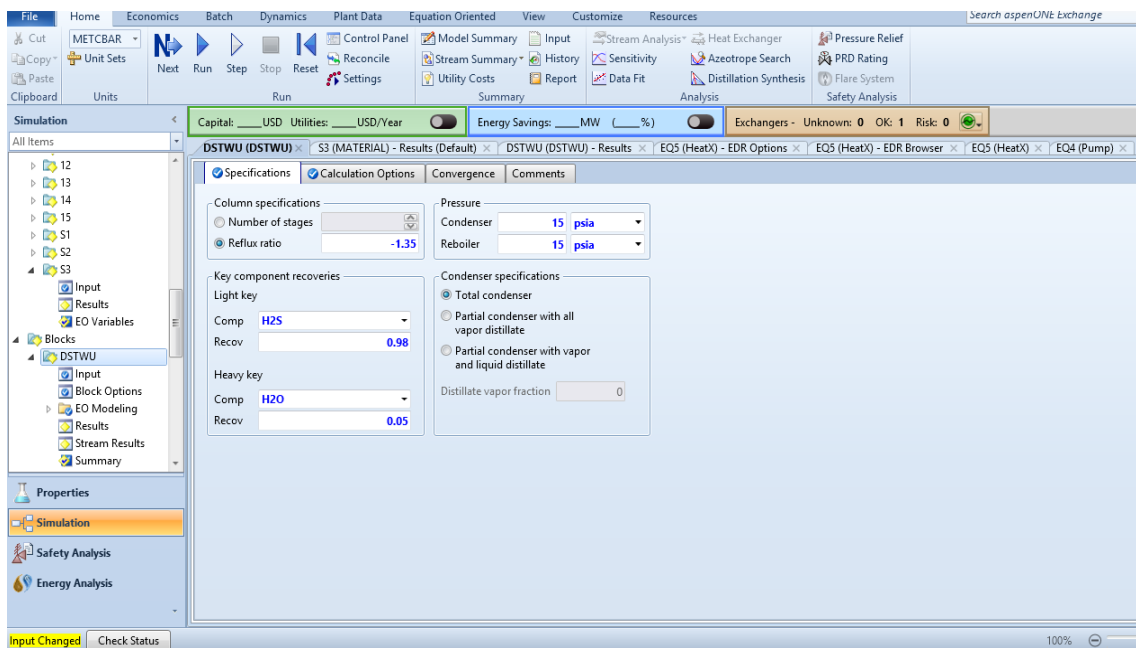 File Home Economics Batch Dynamics Plant Data Equation Oriented View Customize Resources Search aspenONE Exchange
Cut METCBAR Control Panel Model Summary Input Stream Analysis Heat Exchanger Pressure Relief
Copy Unit Sets Next Run Step Stop Reset Reconcile Stream Summary History Sensitivity Azeotrope Search PRD Rating
Paste Settings Utility Costs Report Data Fit Distillation Synthesis Flare System
Clipboard Units Run Summary Analysis Safety Analysis
Simulation < Capital: ____USD Utilities: ____USD/Year Energy Savings: ____MW (____%) Exchangers - Unknown: 0 OK: 1 Risk: 0
All Items DSTWU (DSTWU) × S3 (MATERIAL) - Results (Default) × DSTWU (DSTWU) - Results × EQ5 (HeatX) - EDR Options × EQ5 (HeatX) - EDR Browser × EQ5 (HeatX) × EQ4 (Pump) ×
12
13
14
15
S1
S2
S3
Input
Results
EO Variables
Blocks
DSTWU
Input
Block Options
EO Modeling
Results
Stream Results
Summary
Properties
Simulation
Safety Analysis
Energy Analysis
Specifications Calculation Options Convergence Comments
Column specifications
Number of stages
Reflux ratio -1.35
Pressure
Condenser 15 psia
Reboiler 15 psia
Key component recoveries
Light key
Comp H2S
Recov 0.98
Heavy key
Comp H2O
Recov 0.05
Condenser specifications
Total condenser
Partial condenser with all
vapor distillate
Partial condenser with vapor
and liquid distillate
Distillate vapor fraction 0
Input Changed Check Status 100%